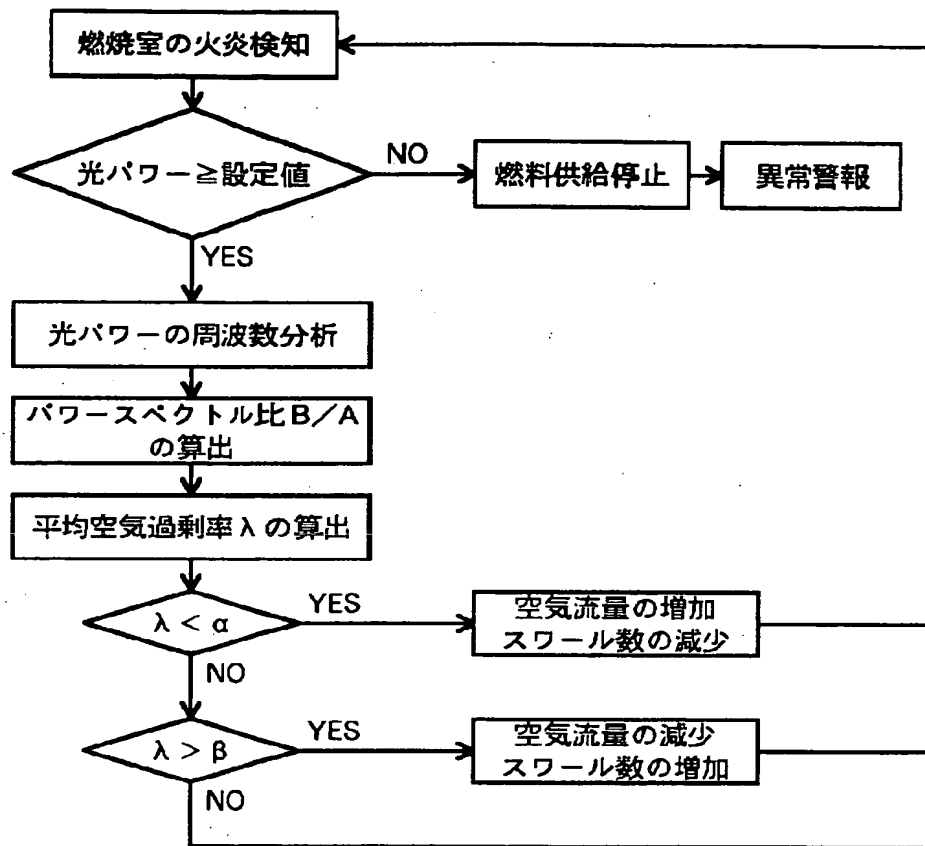 燃焼室の火炎検知
光パワー≧設定値
NO
燃料供給停止
異常警報
YES
光パワーの周波数分析
パワースペクトル比B/A
の算出
平均空気過剰率λの算出
λ<α
YES
空気流量の増加
スワール数の減少
NO
λ>β
YES
空気流量の減少
スワール数の増加
NO